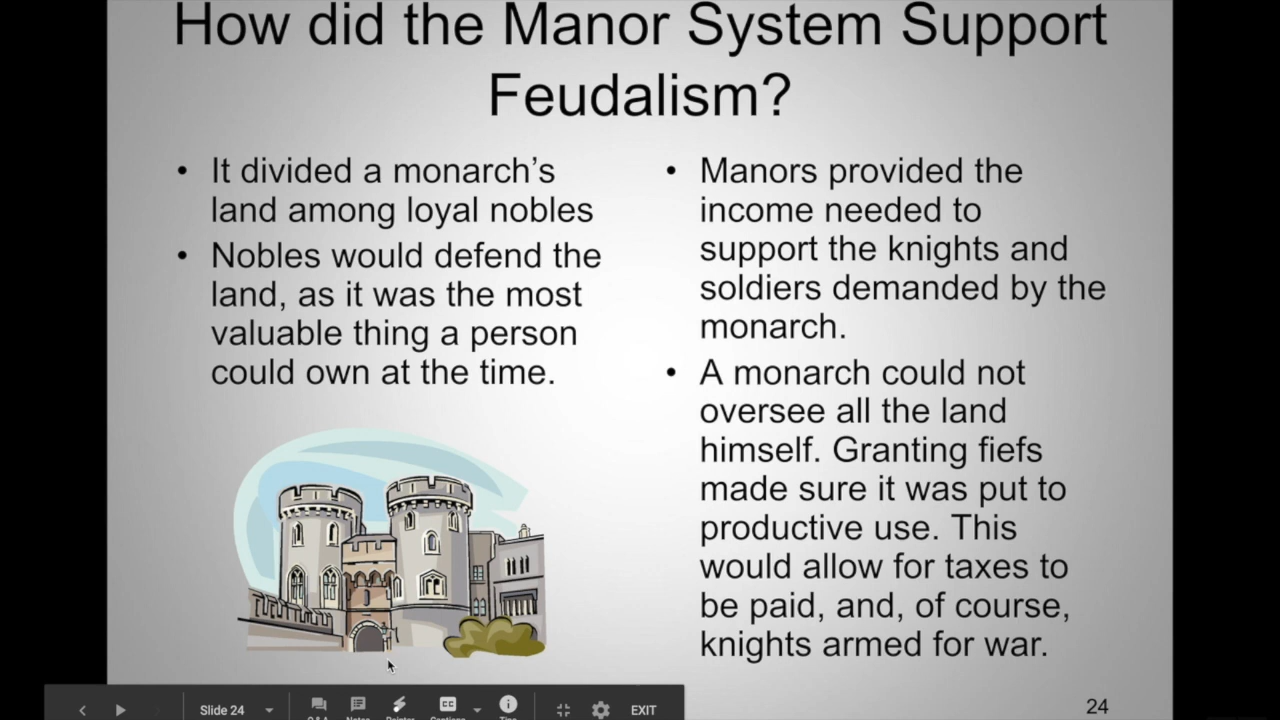 How did the Manor System Support
Feudalism?
• It divided a monarch’s
land among loyal nobles
• Nobles would defend the
land, as it was the most
valuable thing a person
could own at the time.
• Manors provided the
income needed to
support the knights and
soldiers demanded by the
monarch.
• A monarch could not
oversee all the land
himself. Granting fiefs
made sure it was put to
productive use. This
would allow for taxes to
be paid, and, of course,
knights armed for war.
24
Slide 24
CC
EXIT